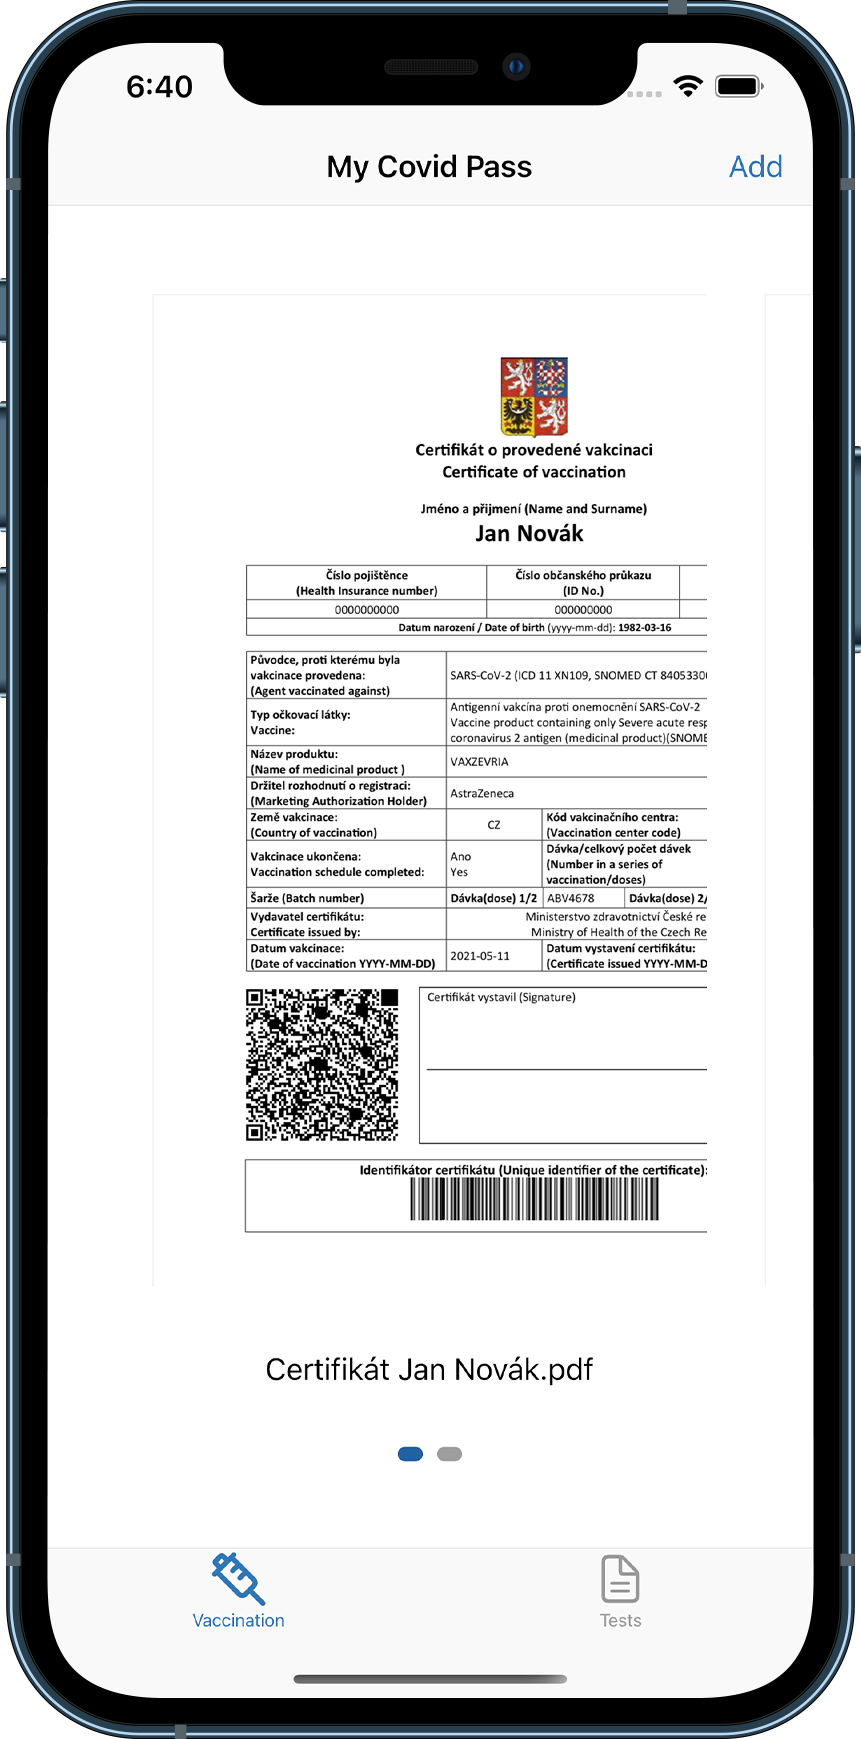 6:40
My Covid Pass
Add
Certifikát o provedené vakcinaci
Certificate of vaccination
Jméno a přijmení (Name and Surname)
Jan Novák
Číslo pojištěnce
(Health Insurance number)
Číslo občanského průkazu
(ID No.)
0000000000
000000000
Datum narození / Date of birth (yyyy-mm-dd): 1982-03-16
Původce, proti kterému byla
vakcinace provedena:
(Agent vaccinated against)
SARS-CoV-2 (ICD 11 XN109, SNOMED CT 84053300
Typ očkovací látky:
Vaccine:
Antigenní vakcína proti onemocnění SARS-CoV-2
Vaccine product containing only Severe acute resp
coronavirus 2 antigen (medicinal product)(SNOME
Název produktu:
(Name of medicinal product )
VAXZEVRIA
Držitel rozhodnutí o registraci:
(Marketing Authorization Holder)
AstraZeneca
Země vakcinace:
(Country of vaccination)
CZ
Kód vakcinačního centra:
(Vaccination center code)
Vakcinace ukončena:
Vaccination schedule completed:
Ano
Yes
Dávka/celkový počet dávek
(Number in a series of
vaccination/doses)
Šarže (Batch number)
Dávka(dose) 1/2
ABV4678
Dávka(dose) 2/
Vydavatel certifikátu:
Certificate issued by:
Ministerstvo zdravotnictví České re
Ministry of Health of the Czech Re
Datum vakcinace:
(Date of vaccination YYYY-MM-DD)
2021-05-11
Datum vystavení certifikátu:
(Certificate issued YYYY-MM-D
Certifikát vystavil (Signature)
Identifikátor certifikátu (Unique identifier of the certificate):
Certifikát Jan Novák.pdf
Vaccination
Tests